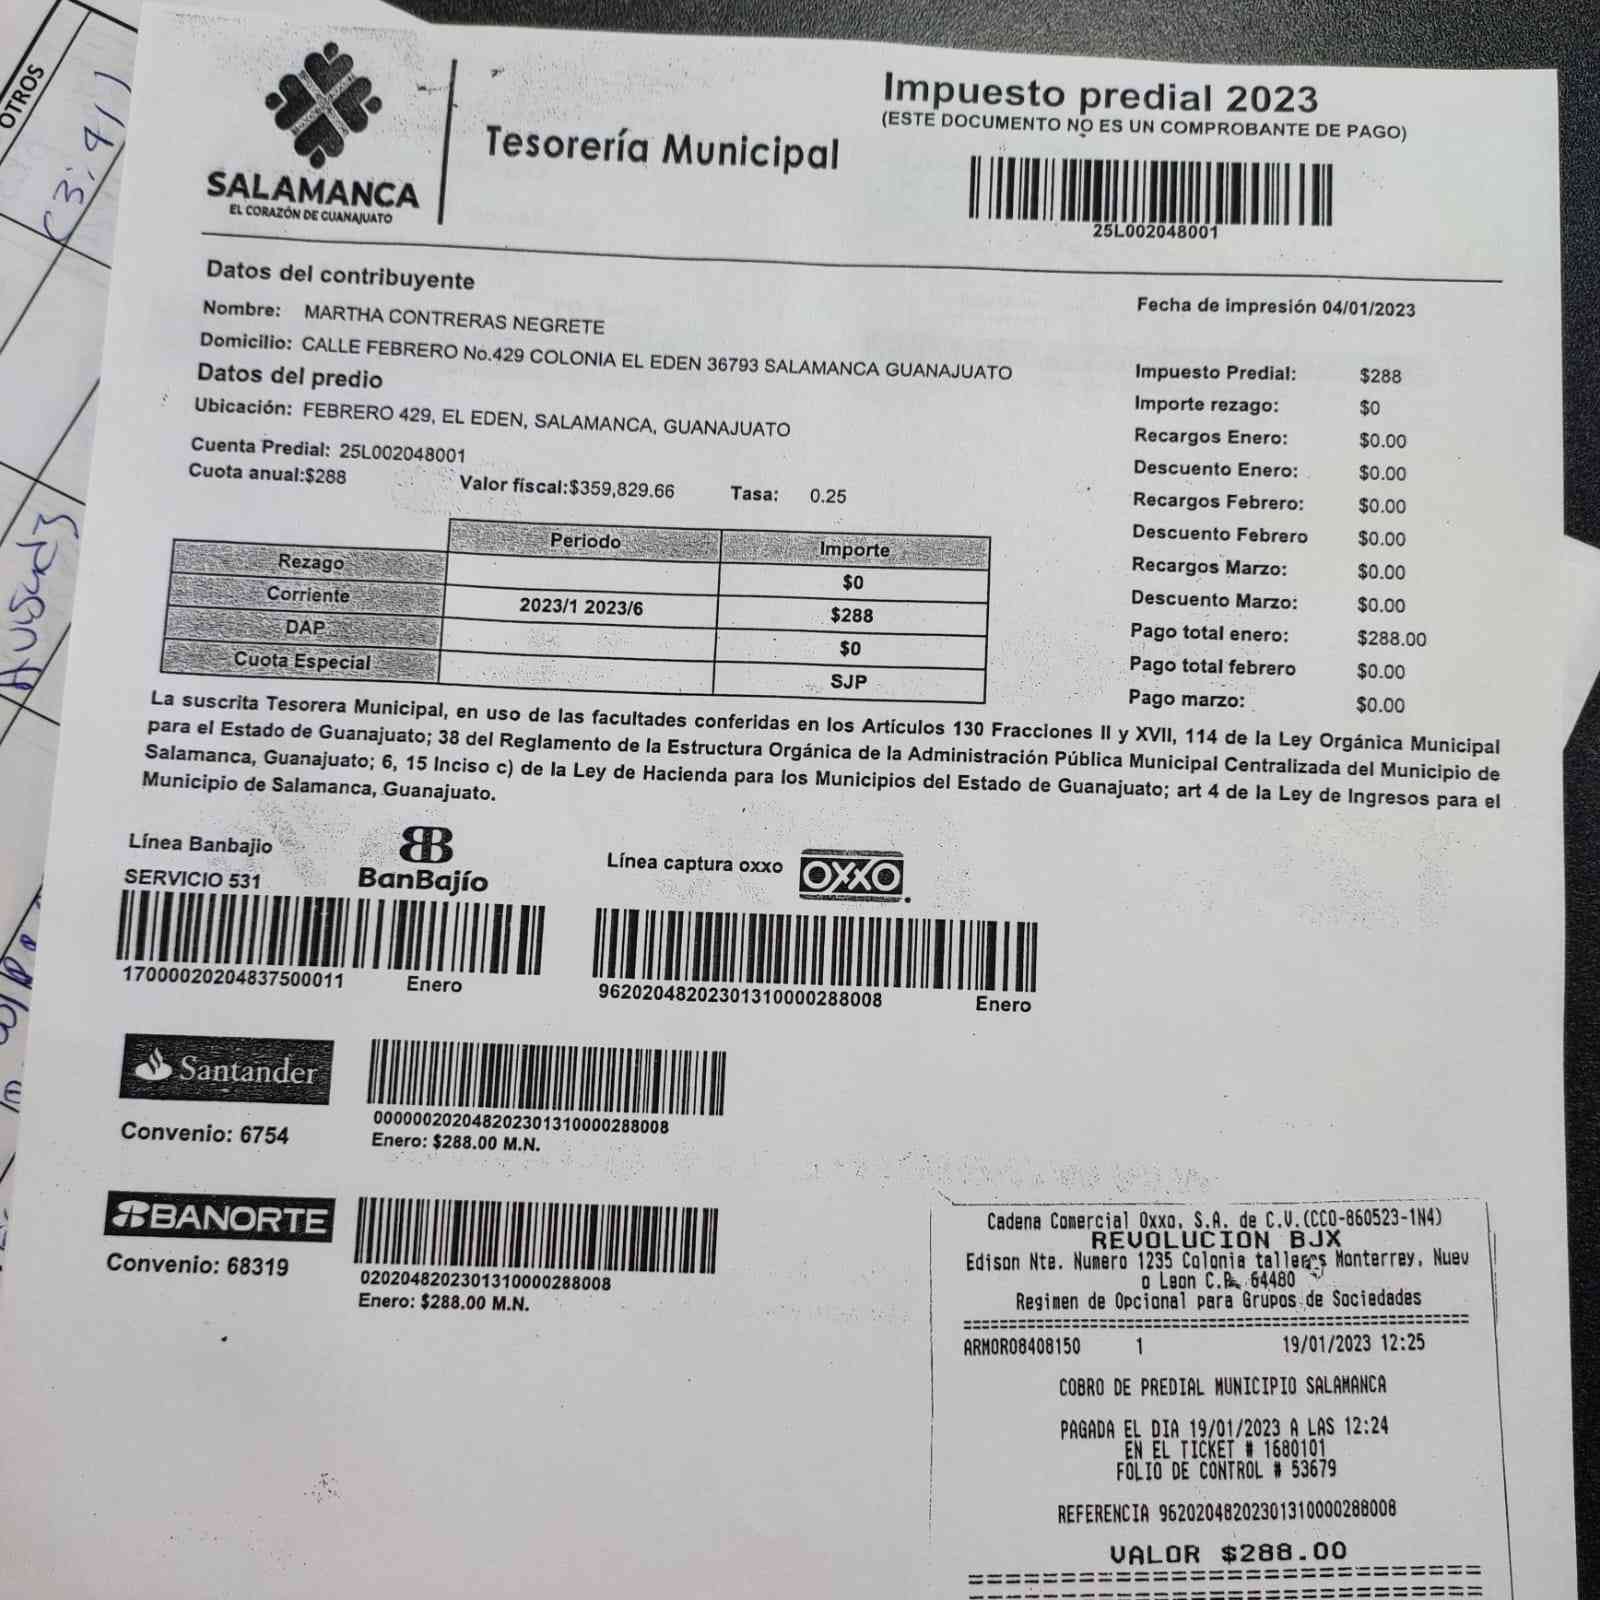 OTROS
SALAMANCA
EL CORAZÓN DE GUANAJUATO
Tesorería Municipal
Impuesto predial 2023
(ESTE DOCUMENTO NO ES UN COMPROBANTE DE PAGO)
25L002048001
Datos del contribuyente
Fecha de impresión 04/01/2023
Nombre: MARTHA CONTRERAS NEGRETE
Domicilio: CALLE FEBRERO No.429 COLONIA EL EDEN 36793 SALAMANCA GUANAJUATO
Datos del predio
Ubicación: FEBRERO 429, EL EDEN, SALAMANCA, GUANAJUATO
Cuenta Predial: 25L002048001
Cuota anual:$288 Valor fiscal:$359,829.66 Tasa: 0.25
Impuesto Predial: $288
Importe rezago: $0
Recargos Enero: $0.00
Descuento Enero: $0.00
Recargos Febrero: $0.00
Descuento Febrero $0.00
Recargos Marzo: $0.00
Descuento Marzo: $0.00
Pago total enero: $288.00
Pago total febrero $0.00
Pago marzo: $0.00
Periodo Importe
Rezago $0
Corriente 2023/1 2023/6 $288
DAP $0
Cuota Especial SJP
La suscrita Tesorera Municipal, en uso de las facultades conferidas en los Artículos 130 Fracciones II y XVII, 114 de la Ley Orgánica Municipal
para el Estado de Guanajuato; 38 del Reglamento de la Estructura Orgánica de la Administración Pública Municipal Centralizada del Municipio de
Salamanca, Guanajuato; 6, 15 Inciso c) de la Ley de Hacienda para los Municipios del Estado de Guanajuato; art 4 de la Ley de Ingresos para el
Municipio de Salamanca, Guanajuato.
Línea Banbajio
SERVICIO 531
BanBajío
17000020204837500011 Enero
Línea captura oxxo OXXO
96202048202301310000288008 Enero
Santander
Convenio: 6754
000000202048202301310000288008
Enero: $288.00 M.N.
BANORTE
Convenio: 68319
02020482023013100002880​08
Enero: $288.00 M.N.
Cadena Comercial Oxxo, S.A. de C.V.(CCO-860523-1N4)
REVOLUCION BJX
Edison Nte. Numero 1235 Colonia talleres Monterrey, Nuev
o Leon C.P. 64480
Regimen de Opcional para Grupos de Sociedades
ARMOR08408150 1 19/01/2023 12:25
COBRO DE PREDIAL MUNICIPIO SALAMANCA
PAGADA EL DIA 19/01/2023 A LAS 12:24
EN EL TICKET # 1680101
FOLIO DE CONTROL # 53679
REFERENCIA 96202048202301310000288008
VALOR $288.00